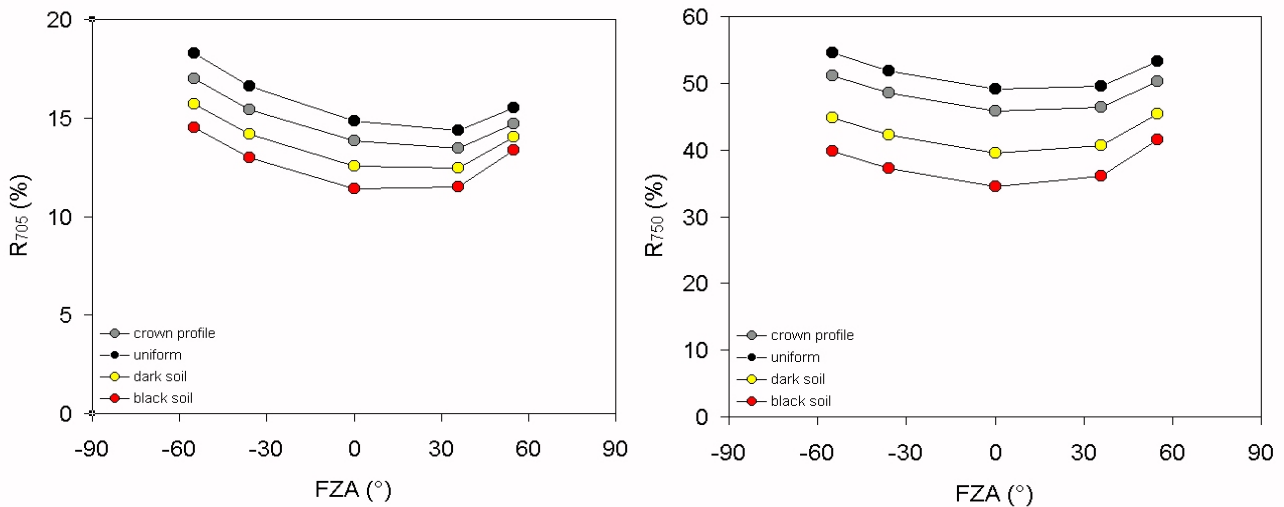 20
15
10
5
0
R705 (%)
-90 -60 -30 0 30 60 90
FZA (°)
crown profile
uniform
dark soil
black soil
60
50
40
30
20
10
0
R750 (%)
-90 -60 -30 0 30 60 90
FZA (°)
crown profile
uniform
dark soil
black soil